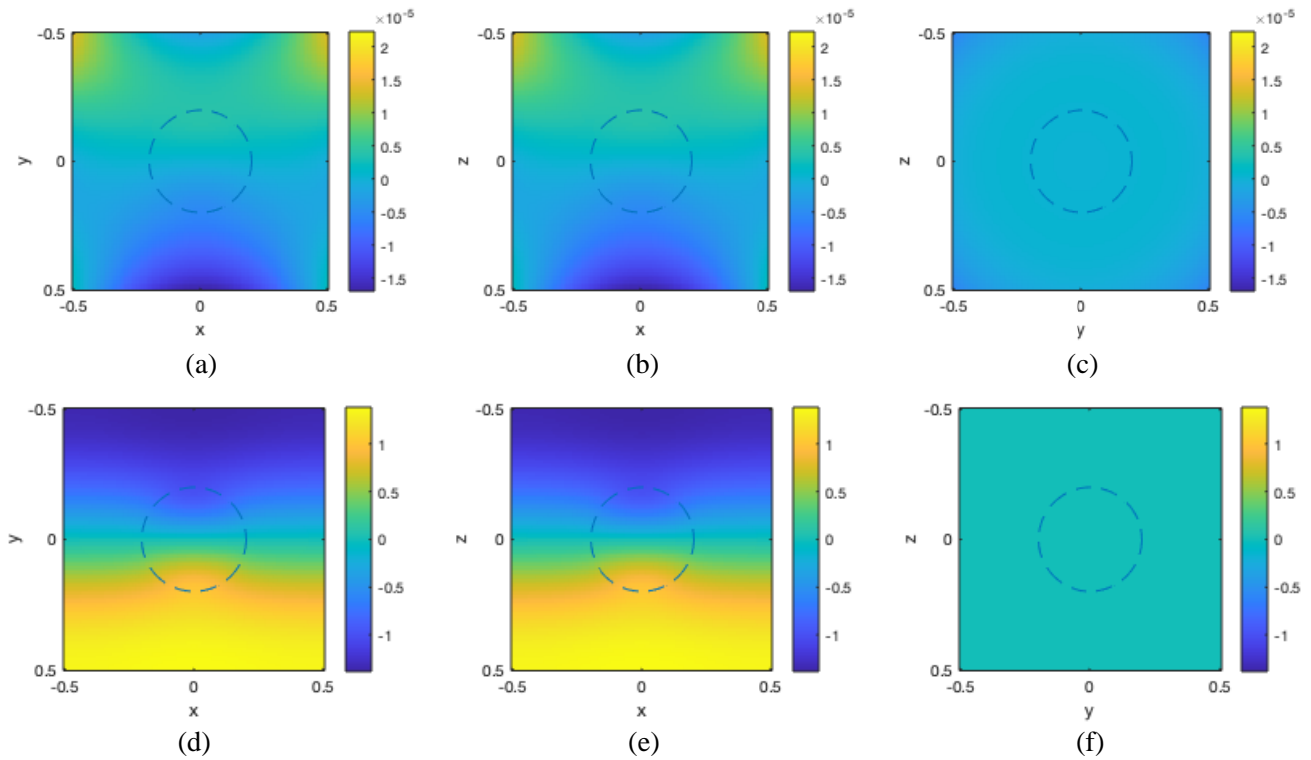 ×10⁻⁵ ×10⁻⁵ ×10⁻⁵
-0.5 0 0.5 y -0.5 0 0.5 x 2 1.5 1 0.5 0 -0.5 -1 -1.5
-0.5 0 0.5 z -0.5 0 0.5 x 2 1.5 1 0.5 0 -0.5 -1 -1.5
-0.5 0 0.5 z -0.5 0 0.5 y 2 1.5 1 0.5 0 -0.5 -1 -1.5
(a) (b) (c)
-0.5 0 0.5 y -0.5 0 0.5 x 1 0.5 0 -0.5 -1
-0.5 0 0.5 z -0.5 0 0.5 x 1 0.5 0 -0.5 -1
-0.5 0 0.5 z -0.5 0 0.5 y 1 0.5 0 -0.5 -1
(d) (e) (f)